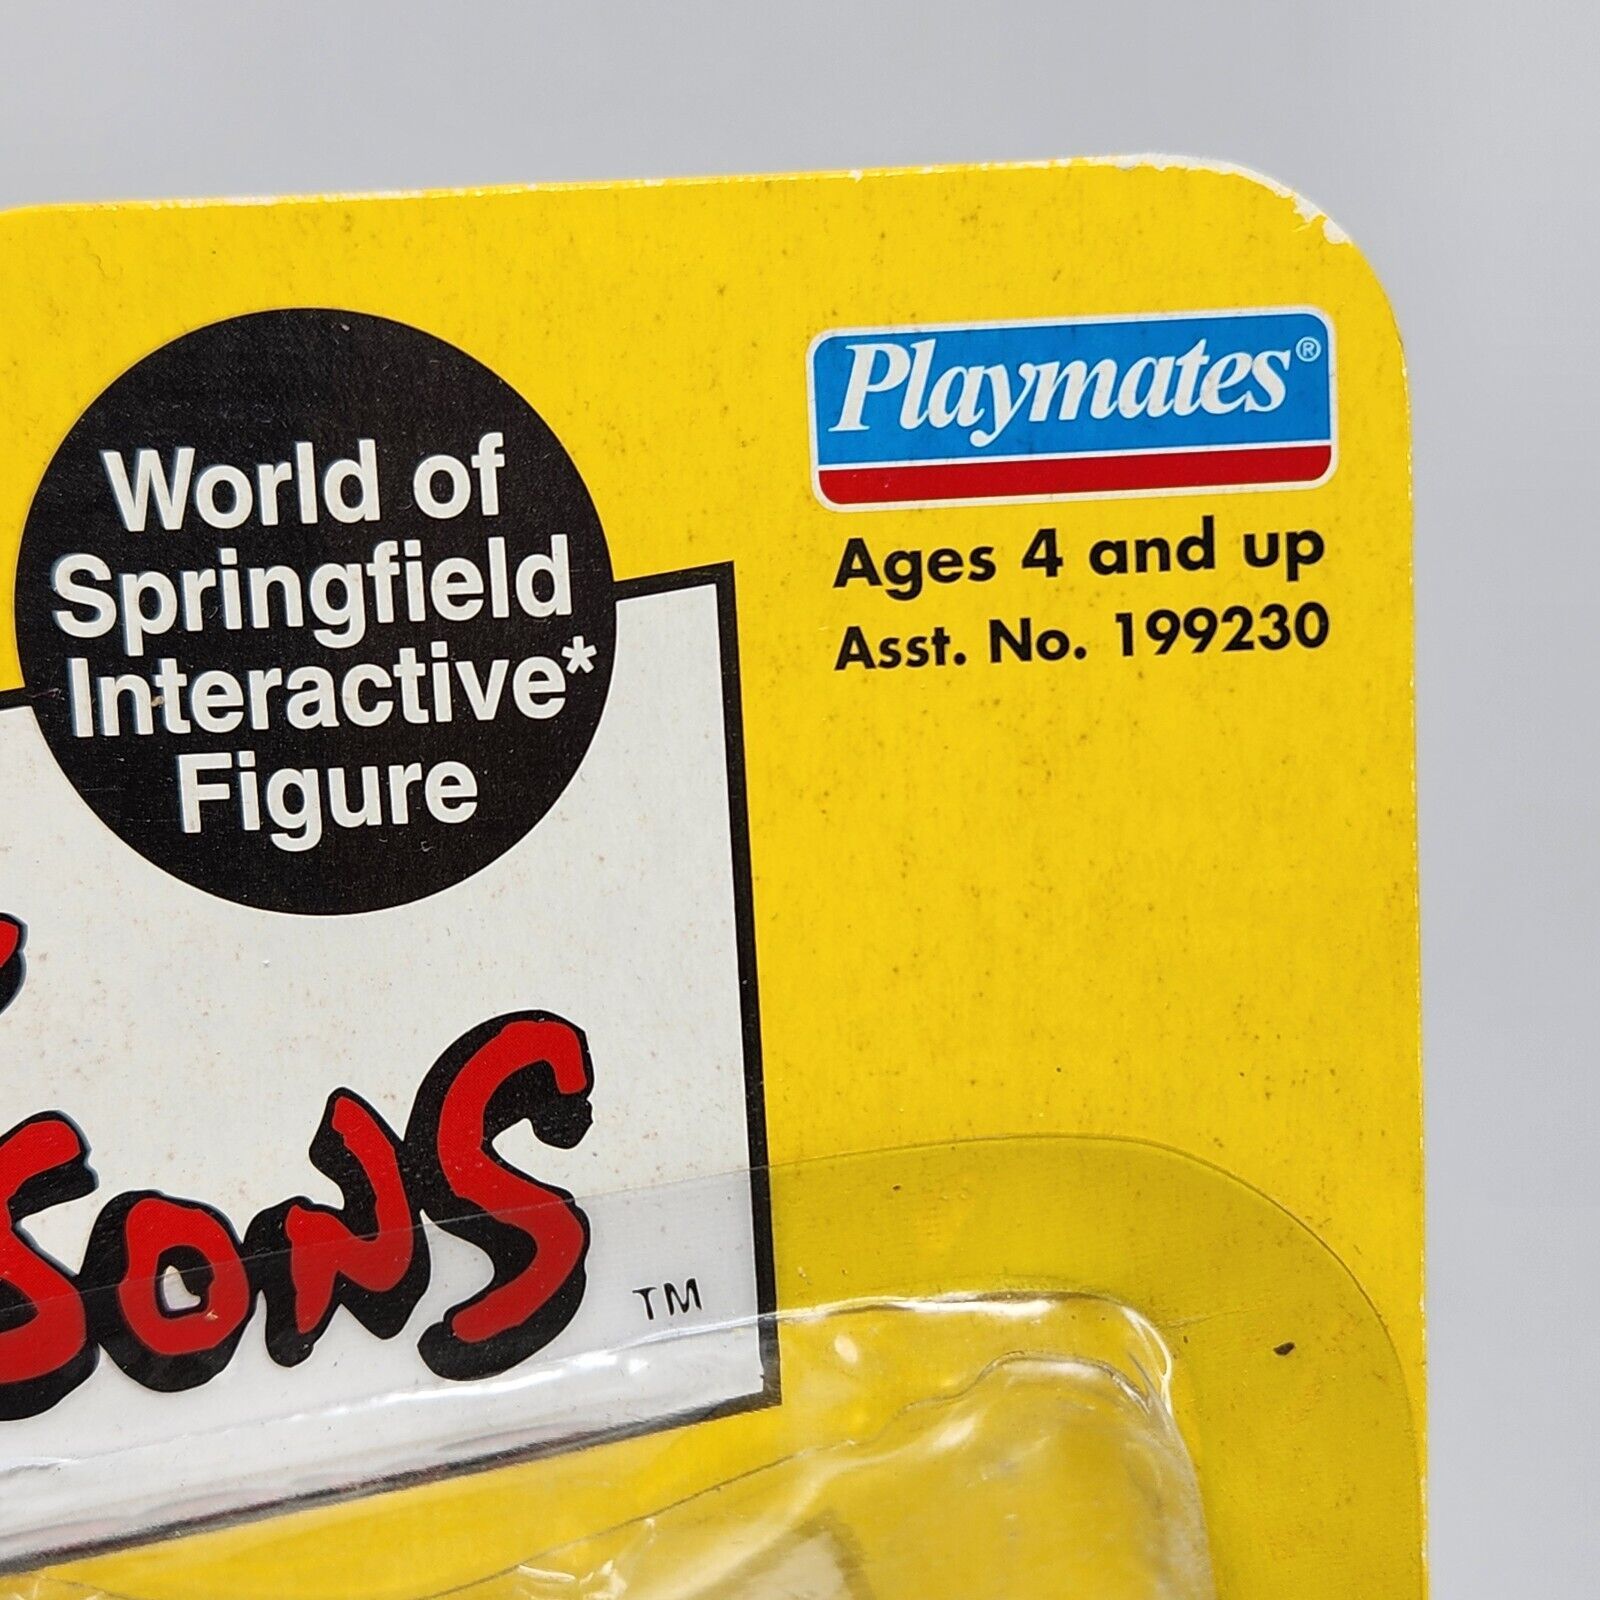 Playmates®
Ages 4 and up
Asst. No. 199230
World of
Springfield
Interactive*
Figure
SONS
TM